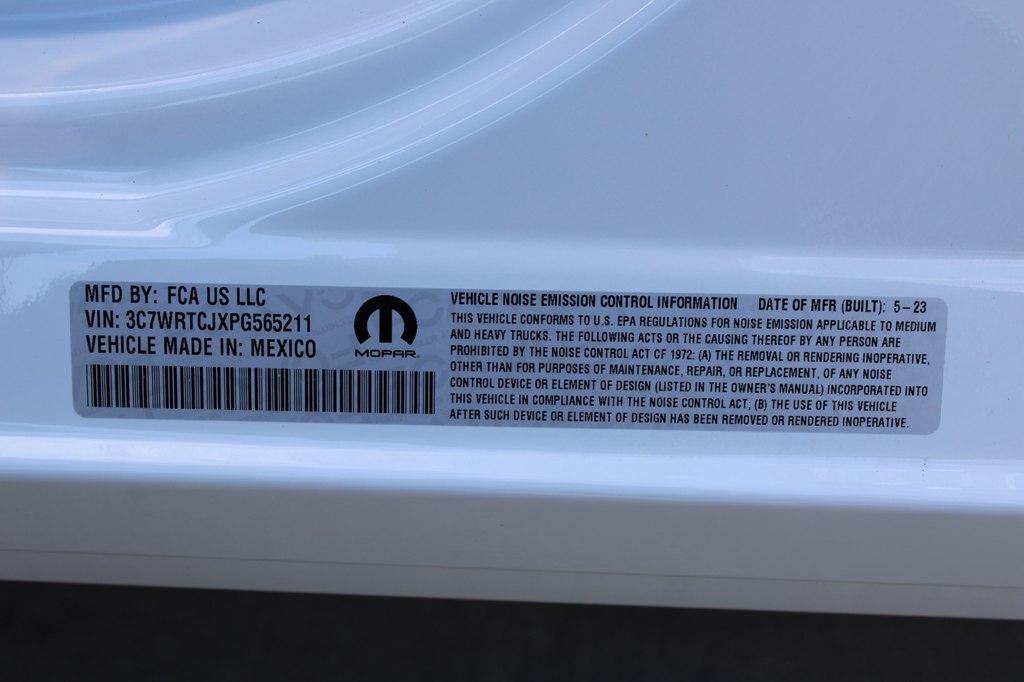 MFD BY: FCA US LLC
VIN: 3C7WRTCJXPG565211
VEHICLE MADE IN: MEXICO
MOPAR
VEHICLE NOISE EMISSION CONTROL INFORMATION DATE OF MFR (BUILT): 5-23
THIS VEHICLE CONFORMS TO U.S. EPA REGULATIONS FOR NOISE EMISSION APPLICABLE TO MEDIUM
AND HEAVY TRUCKS. THE FOLLOWING ACTS OR THE CAUSING THEREOF BY ANY PERSON ARE
PROHIBITED BY THE NOISE CONTROL ACT CF 1972: (A) THE REMOVAL OR RENDERING INOPERATIVE,
OTHER THAN FOR PURPOSES OF MAINTENANCE, REPAIR, OR REPLACEMENT, OF ANY NOISE
CONTROL DEVICE OR ELEMENT OF DESIGN (LISTED IN THE OWNER'S MANUAL) INCORPORATED INTO
THIS VEHICLE IN COMPLIANCE WITH THE NOISE CONTROL ACT; (B) THE USE OF THIS VEHICLE
AFTER SUCH DEVICE OR ELEMENT OF DESIGN HAS BEEN REMOVED OR RENDERED INOPERATIVE.